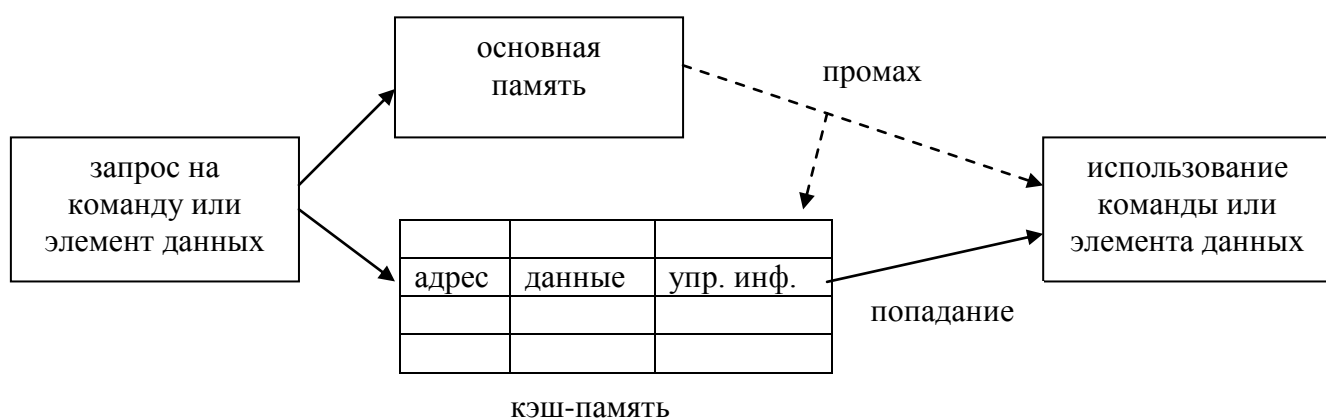 основная
память
промах
запрос на
команду или
элемент данных
использование
команды или
элемента данных
адрес данные упр. инф.
попадание
кэш-память